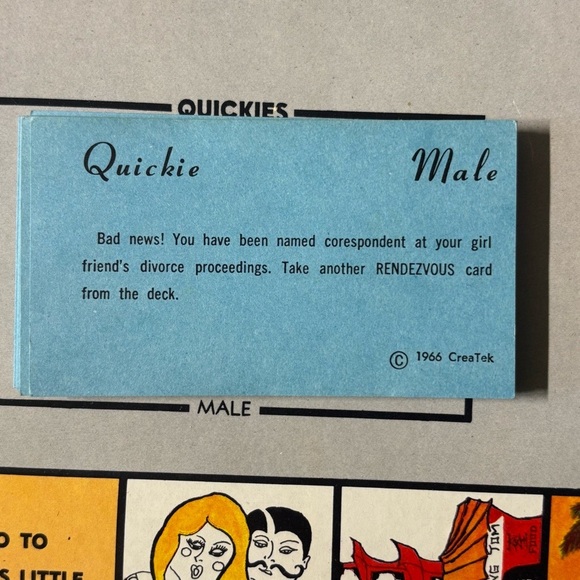 QUICKIES
Quickie Male
Bad news! You have been named corespondent at your girl
friend's divorce proceedings. Take another RENDEZVOUS card
from the deck.
© 1966 CreaTek
MALE
TO
LITTLE